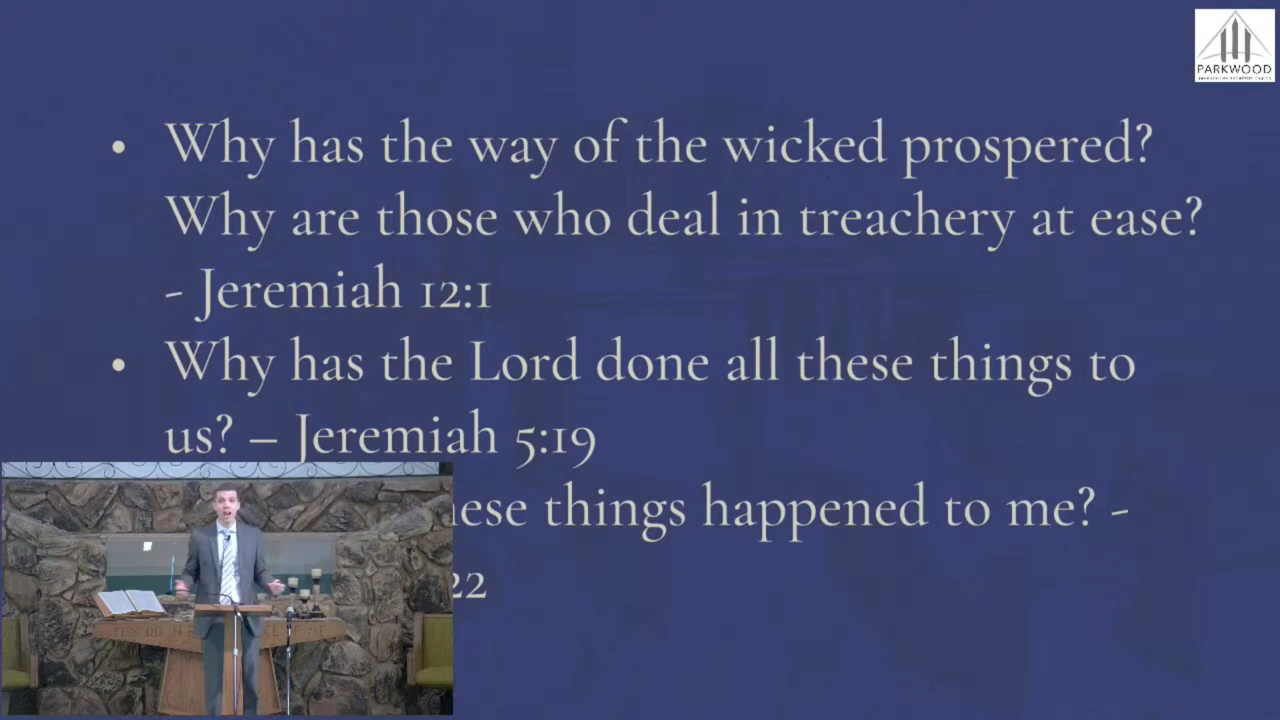 PARKWOOD
• Why has the way of the wicked prospered?
Why are those who deal in treachery at ease?
- Jeremiah 12:1
• Why has the Lord done all these things to
us? – Jeremiah 5:19
hese things happened to me? -
22